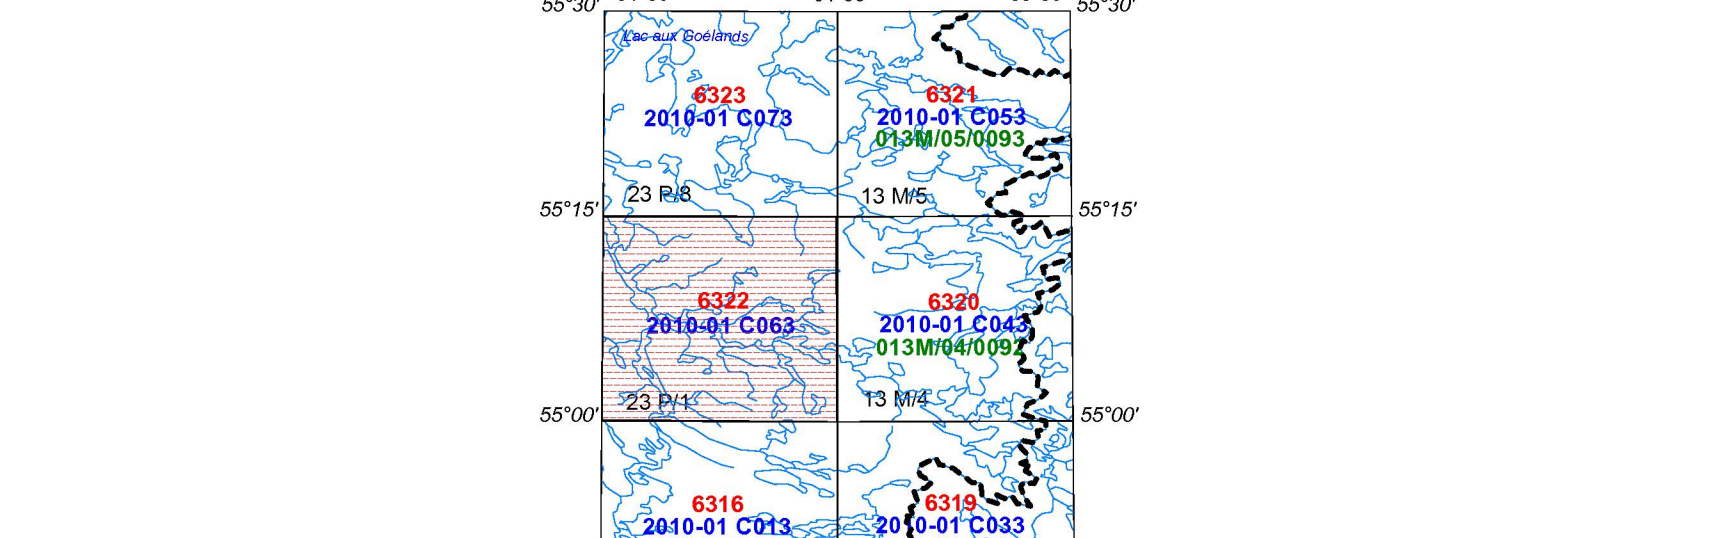 55°30'
55°30'
Lac aux Goélands
6323
2010-01 C073
23 P/8
6321
2010-01 C053
013M/05/0093
13 M/5
55°15'
55°15'
6322
2010-01 C063
23 P/1
6320
2010-01 C043
013M/04/0092
13 M/4
55°00'
55°00'
6316
2010-01 C013
6319
2010-01 C033